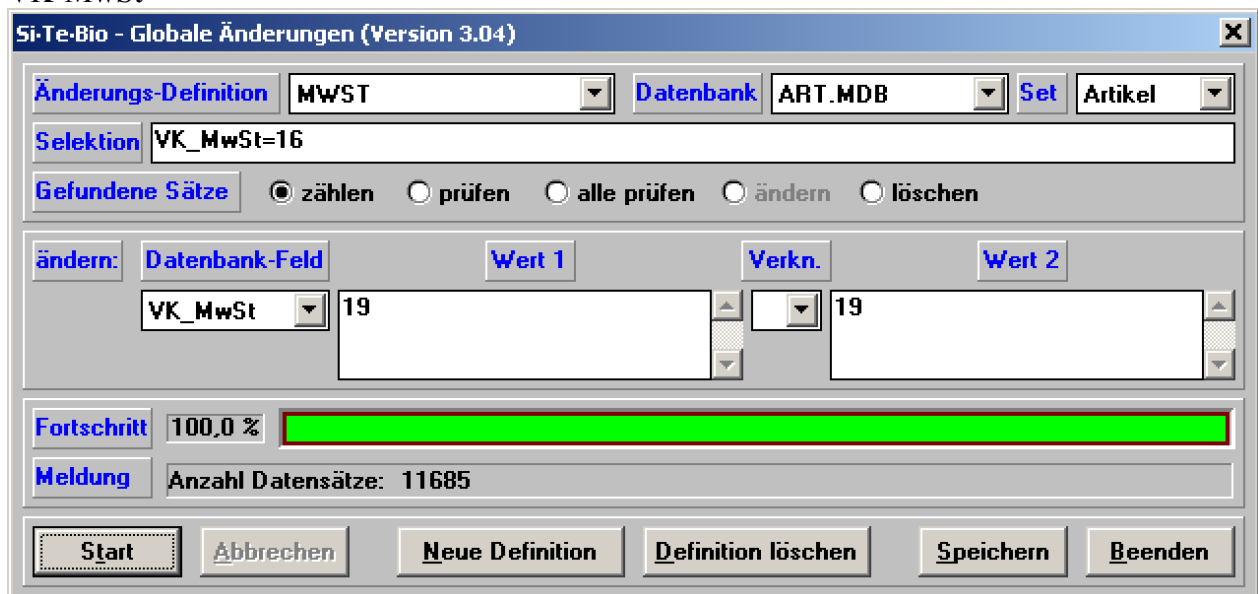 VK MwSt
Si-Te-Bio - Globale Änderungen (Version 3.04)
Änderungs-Definition MWST Datenbank ART.MDB Set Artikel
Selektion VK_MwSt=16
Gefundene Sätze zählen prüfen alle prüfen ändern löschen
ändern: Datenbank-Feld Wert 1 Verkn. Wert 2
VK_MwSt 19 19
Fortschritt 100,0 %
Meldung Anzahl Datensätze: 11685
Start Abbrechen Neue Definition Definition löschen Speichern Beenden